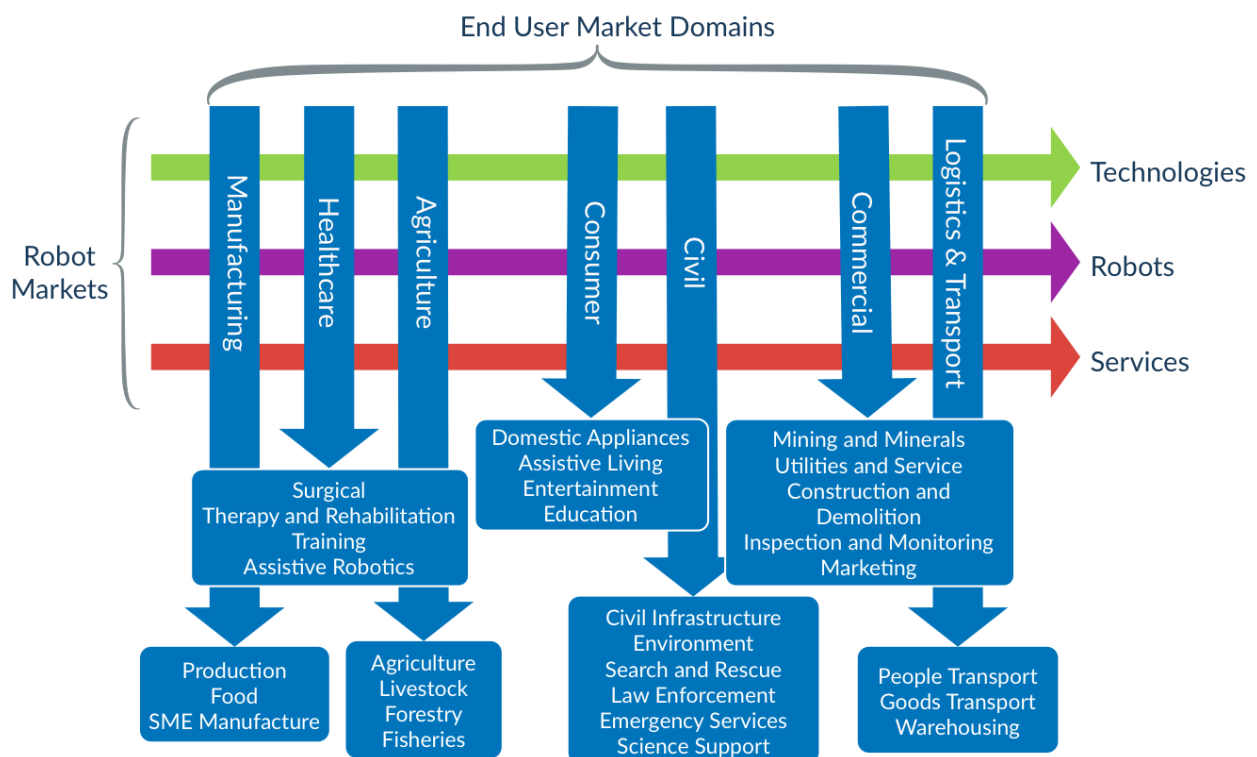 End User Market Domains
Robot
Markets
Manufacturing
Healthcare
Agriculture
Consumer
Civil
Commercial
Logistics & Transport
Technologies
Robots
Services
Surgical
Therapy and Rehabilitation
Training
Assistive Robotics
Domestic Appliances
Assistive Living
Entertainment
Education
Mining and Minerals
Utilities and Service
Construction and
Demolition
Inspection and Monitoring
Marketing
Production
Food
SME Manufacture
Agriculture
Livestock
Forestry
Fisheries
Civil Infrastructure
Environment
Search and Rescue
Law Enforcement
Emergency Services
Science Support
People Transport
Goods Transport
Warehousing